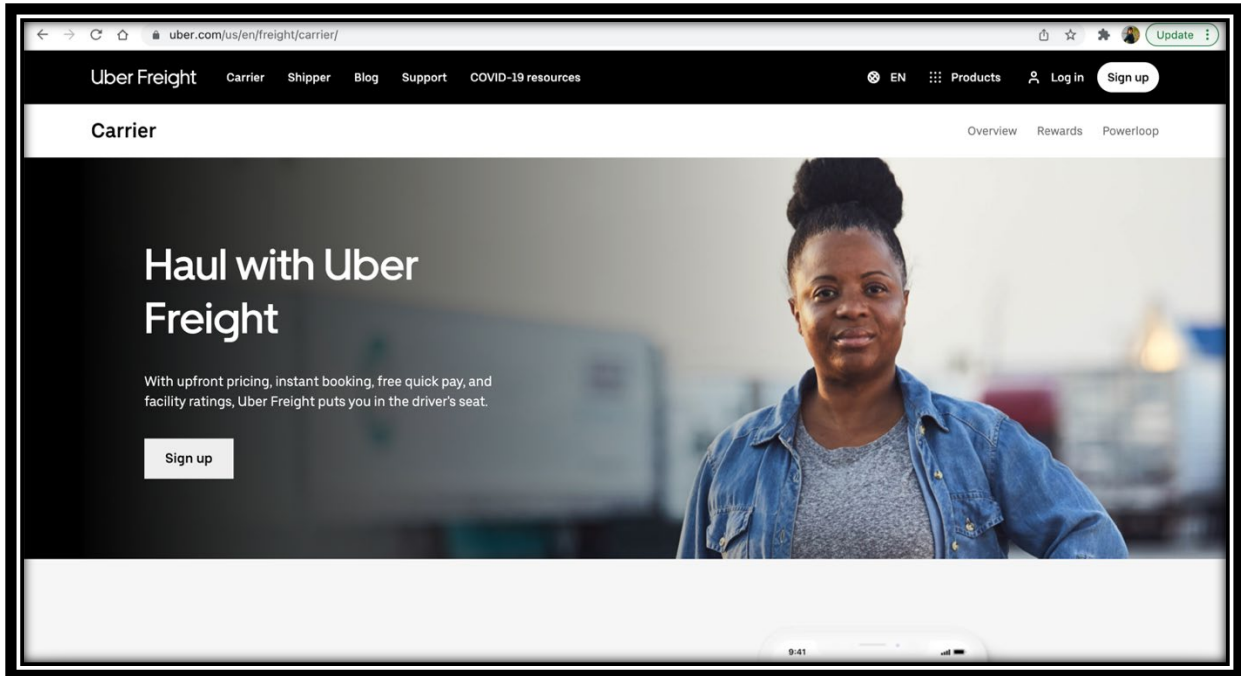 uber.com/us/en/freight/carrier/
Update
Uber Freight Carrier Shipper Blog Support COVID-19 resources EN Products Log in Sign up
Carrier Overview Rewards Powerloop
Haul with Uber
Freight
With upfront pricing, instant booking, free quick pay, and
facility ratings, Uber Freight puts you in the driver's seat.
Sign up
9:41